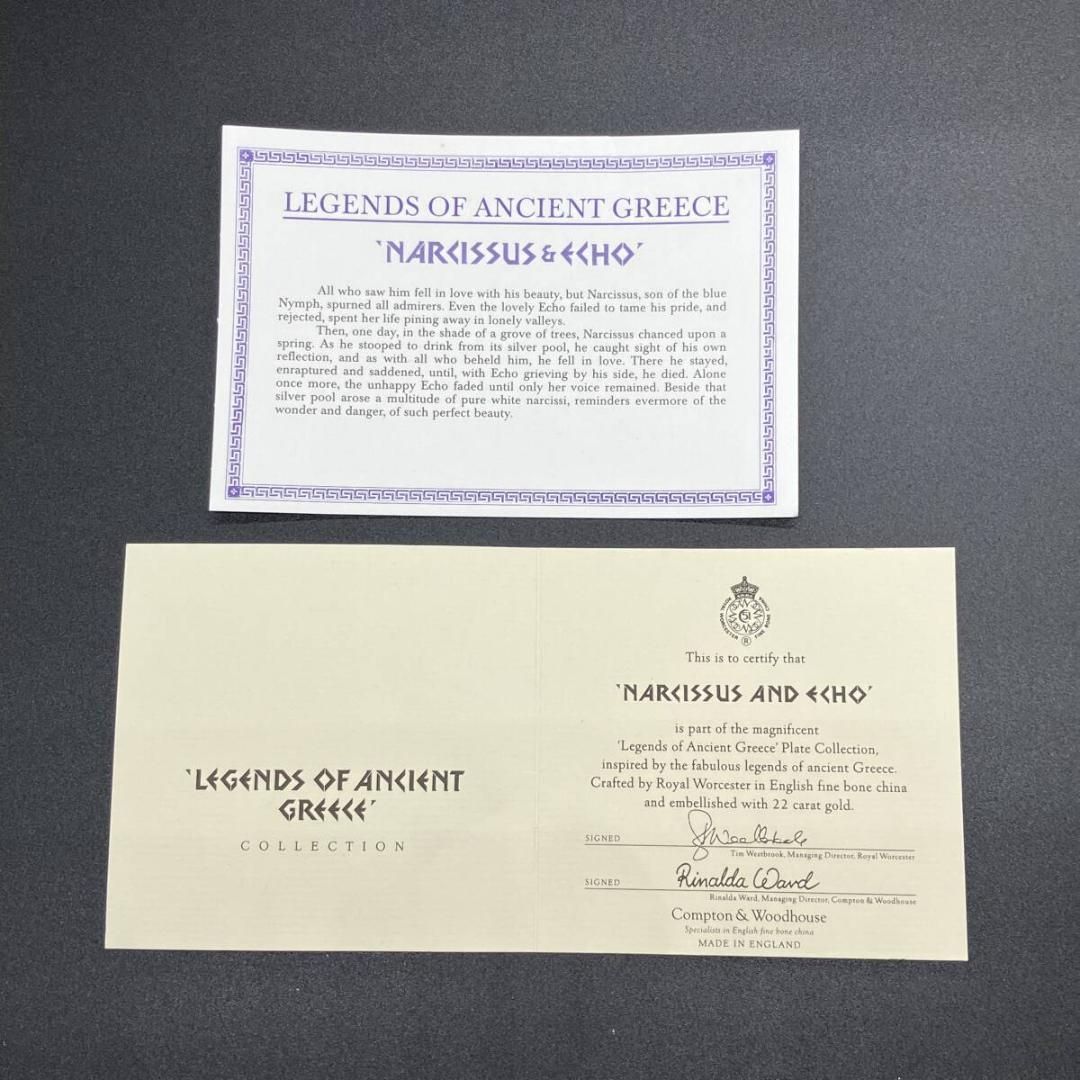 LEGENDS OF ANCIENT GREECE
'NARCISSUS & ECHO'
All who saw him fell in love with his beauty, but Narcissus, son of the blue
Nymph, spurned all admirers. Even the lovely Echo failed to tame his pride, and
rejected, spent her life pining away in lonely valleys.
Then, one day, in the shade of a grove of trees, Narcissus chanced upon a
spring. As he stooped to drink from its silver pool, he caught sight of his own
reflection, and as with all who beheld him, he fell in love. There he stayed,
enraptured and saddened, until, with Echo grieving by his side, he died. Alone
once more, the unhappy Echo faded until only her voice remained. Beside that
silver pool arose a multitude of pure white narcissi, reminders evermore of the
wonder and danger, of such perfect beauty.
'LEGENDS OF ANCIENT
GREECE'
COLLECTION
ROYAL WORCESTER FINE BONE CHINA
51
®
This is to certify that
'NARCISSUS AND ECHO'
is part of the magnificent
'Legends of Ancient Greece' Plate Collection,
inspired by the fabulous legends of ancient Greece.
Crafted by Royal Worcester in English fine bone china
and embellished with 22 carat gold.
SIGNED
Tim Westbrook, Managing Director, Royal Worcester
SIGNED Rinalda Ward
Rinalda Ward, Managing Director, Compton & Woodhouse
Compton & Woodhouse
Specialists in English fine bone china
MADE IN ENGLAND